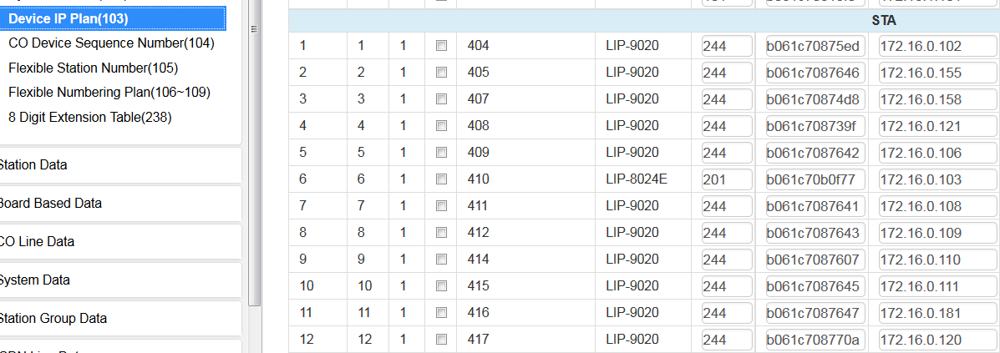 Device IP Plan(103)
CO Device Sequence Number(104)
Flexible Station Number(105)
Flexible Numbering Plan(106~109)
8 Digit Extension Table(238)
Station Data
Board Based Data
CO Line Data
System Data
Station Group Data
STA
1 1 1 404 LIP-9020 244 b061c70875ed 172.16.0.102
2 2 1 405 LIP-9020 244 b061c7087646 172.16.0.155
3 3 1 407 LIP-9020 244 b061c70874d8 172.16.0.158
4 4 1 408 LIP-9020 244 b061c708739f 172.16.0.121
5 5 1 409 LIP-9020 244 b061c7087642 172.16.0.106
6 6 1 410 LIP-8024E 201 b061c70b0f77 172.16.0.103
7 7 1 411 LIP-9020 244 b061c7087641 172.16.0.108
8 8 1 412 LIP-9020 244 b061c7087643 172.16.0.109
9 9 1 414 LIP-9020 244 b061c7087607 172.16.0.110
10 10 1 415 LIP-9020 244 b061c7087645 172.16.0.111
11 11 1 416 LIP-9020 244 b061c7087647 172.16.0.181
12 12 1 417 LIP-9020 244 b061c708770a 172.16.0.120